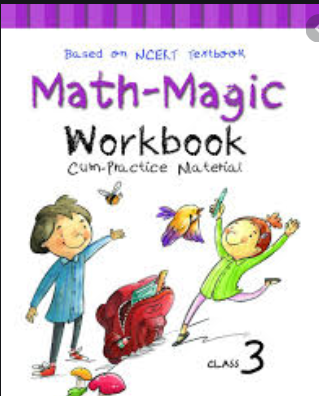 Based on NCERT Textbook
Math-Magic
Workbook
Cum-Practice Material
CLASS 3